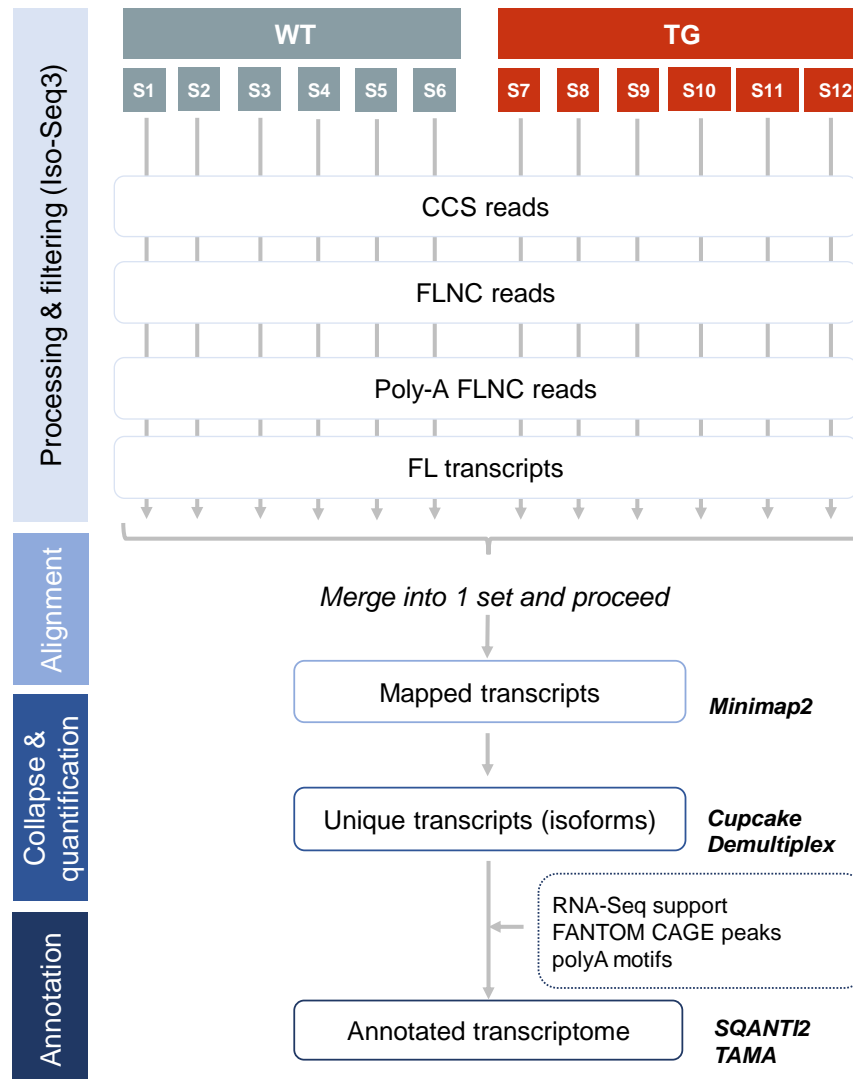 WT
TG
S1 S2 S3 S4 S5 S6 S7 S8 S9 S10 S11 S12
Processing & filtering (Iso-Seq3)
CCS reads
FLNC reads
Poly-A FLNC reads
FL transcripts
Alignment
Merge into 1 set and proceed
Mapped transcripts
Minimap2
Collapse &
quantification
Unique transcripts (isoforms)
Cupcake
Demultiplex
RNA-Seq support
FANTOM CAGE peaks
polyA motifs
Annotation
Annotated transcriptome
SQANTI2
TAMA